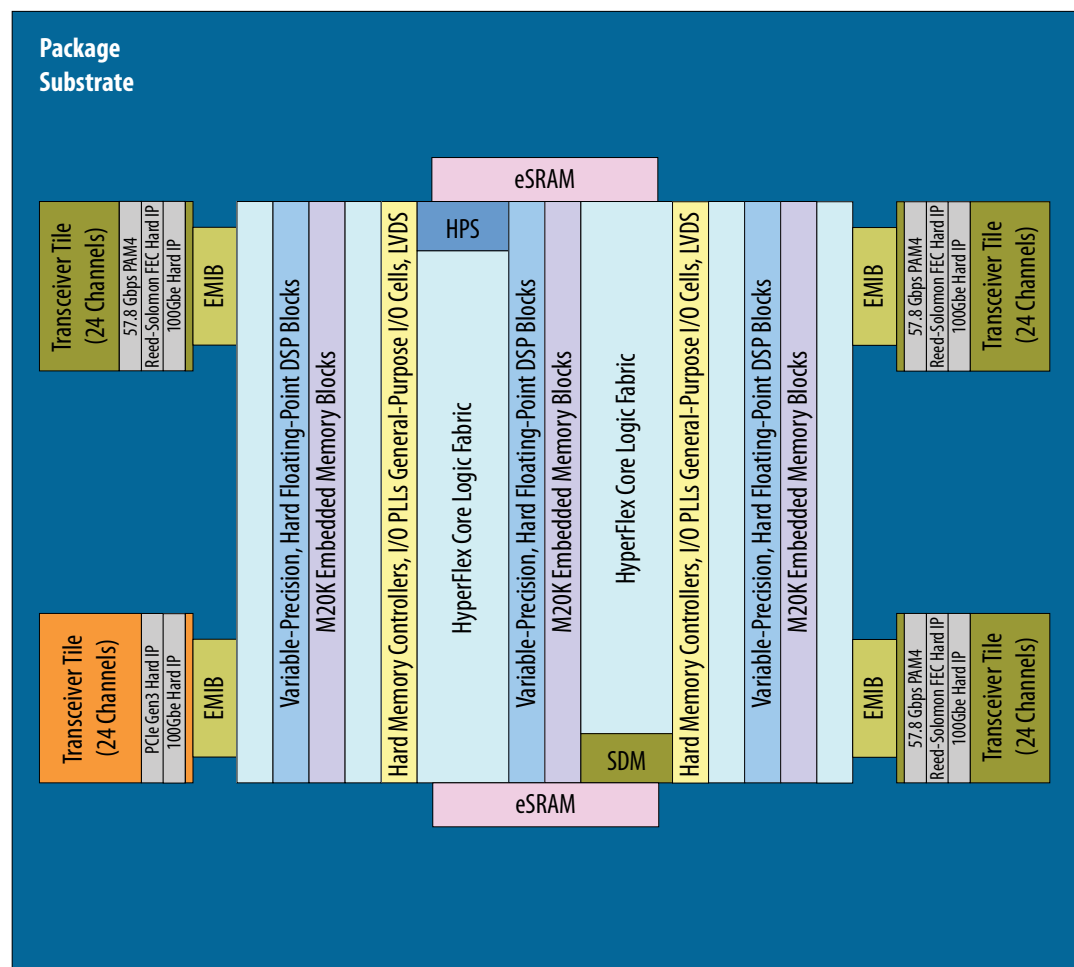 Package
Substrate
eSRAM
HPS
Transceiver Tile
(24 Channels)
57.8 Gbps PAM4
Reed-Solomon FEC Hard IP
100Gbe Hard IP
EMIB
Variable-Precision, Hard Floating-Point DSP Blocks
M20K Embedded Memory Blocks
Hard Memory Controllers, I/O PLLs General-Purpose I/O Cells, LVDS
HyperFlex Core Logic Fabric
Variable-Precision, Hard Floating-Point DSP Blocks
M20K Embedded Memory Blocks
HyperFlex Core Logic Fabric
Hard Memory Controllers, I/O PLLs General-Purpose I/O Cells, LVDS
Variable-Precision, Hard Floating-Point DSP Blocks
M20K Embedded Memory Blocks
EMIB
57.8 Gbps PAM4
Reed-Solomon FEC Hard IP
100Gbe Hard IP
Transceiver Tile
(24 Channels)
Transceiver Tile
(24 Channels)
PCIe Gen3 Hard IP
100Gbe Hard IP
EMIB
SDM
EMIB
57.8 Gbps PAM4
Reed-Solomon FEC Hard IP
100Gbe Hard IP
Transceiver Tile
(24 Channels)
eSRAM